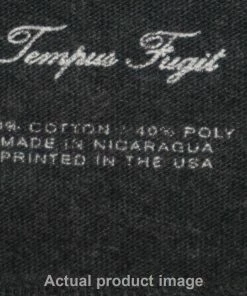 Tempus Fugit
% COTTON / 40% POLY
MADE IN NICARAGUA
PRINTED IN THE USA
Actual product image